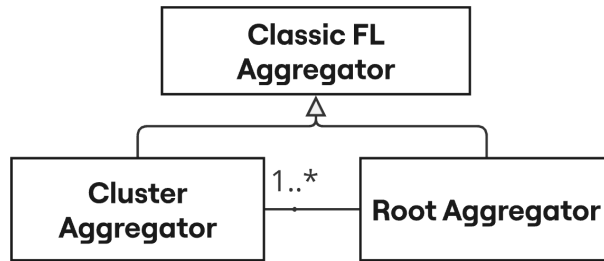 Classic FL
Aggregator
1..*
Cluster
Aggregator
Root Aggregator